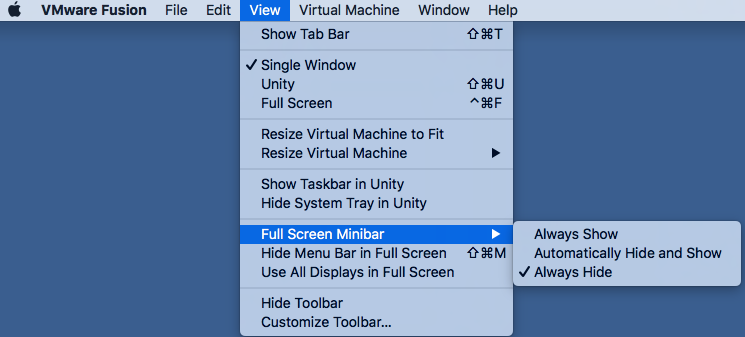 VMware Fusion File Edit View Virtual Machine Window Help
Show Tab Bar ⇧⌘T
✓ Single Window
Unity ⇧⌘U
Full Screen ^⌘F
Resize Virtual Machine to Fit
Resize Virtual Machine ▶
Show Taskbar in Unity
Hide System Tray in Unity
Full Screen Minibar ▶
Always Show
Hide Menu Bar in Full Screen ⇧⌘M
Automatically Hide and Show
Use All Displays in Full Screen
✓ Always Hide
Hide Toolbar
Customize Toolbar...